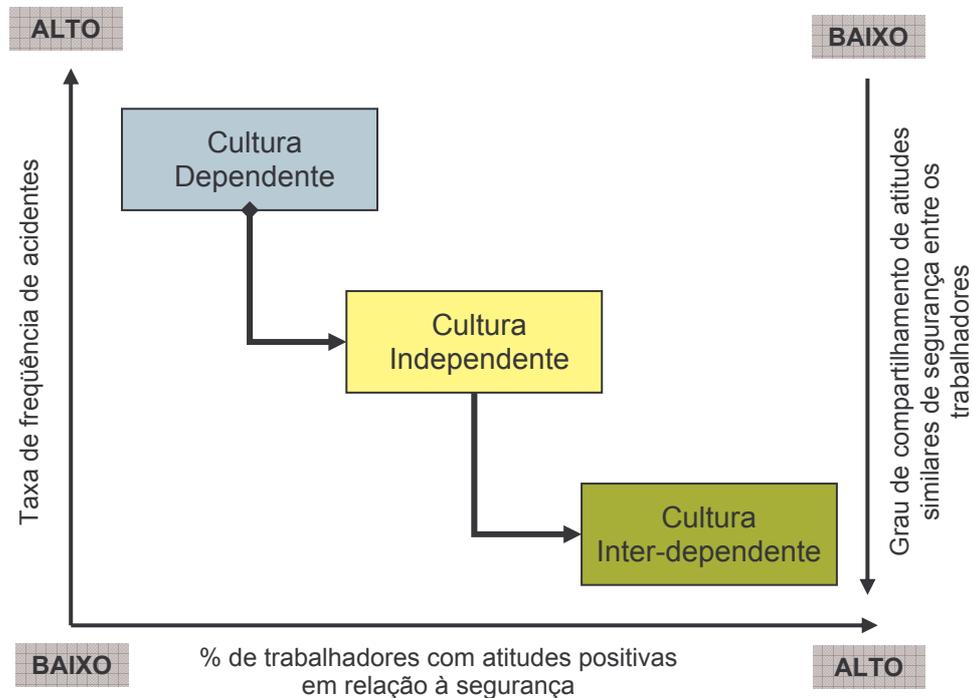 ALTO
BAIXO
Taxa de freqüência de acidentes
Cultura
Dependente
Cultura
Independente
Cultura
Inter-dependente
Grau de compartilhamento de atitudes
similares de segurança entre os
trabalhadores
BAIXO
% de trabalhadores com atitudes positivas
em relação à segurança
ALTO